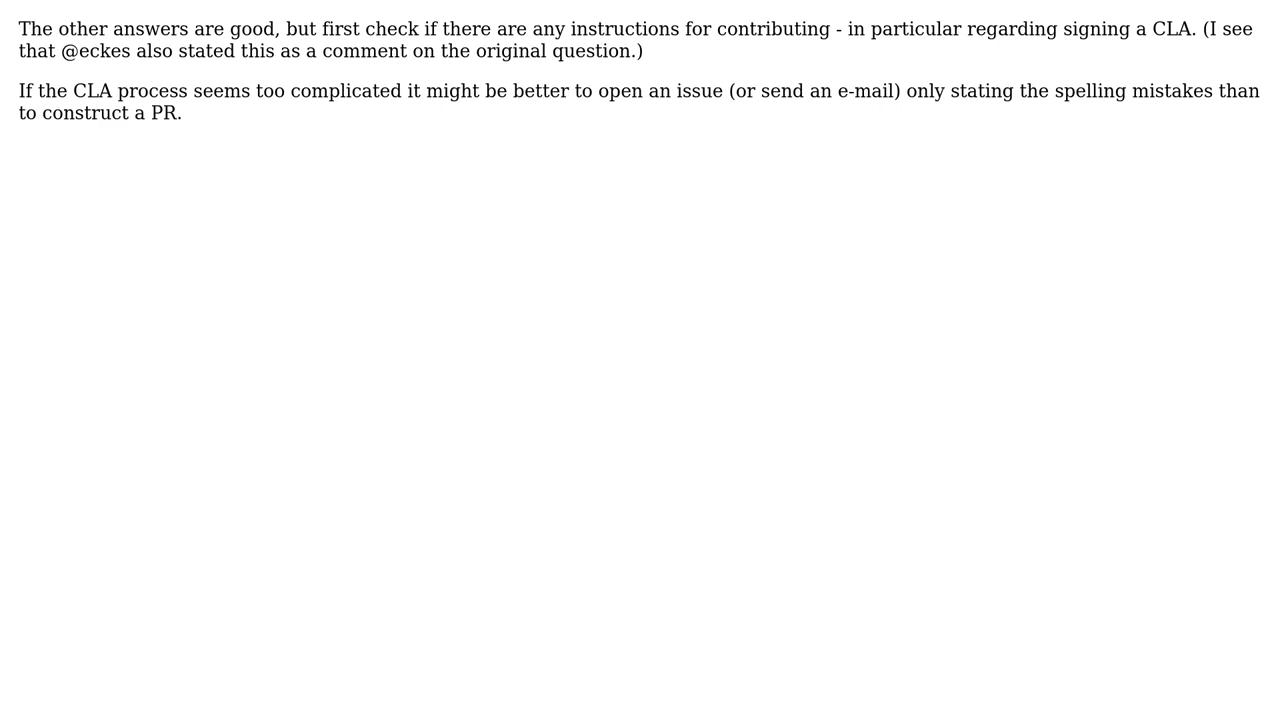 The other answers are good, but first check if there are any instructions for contributing - in particular regarding signing a CLA. (I see
that @eckes also stated this as a comment on the original question.)
If the CLA process seems too complicated it might be better to open an issue (or send an e-mail) only stating the spelling mistakes than
to construct a PR.